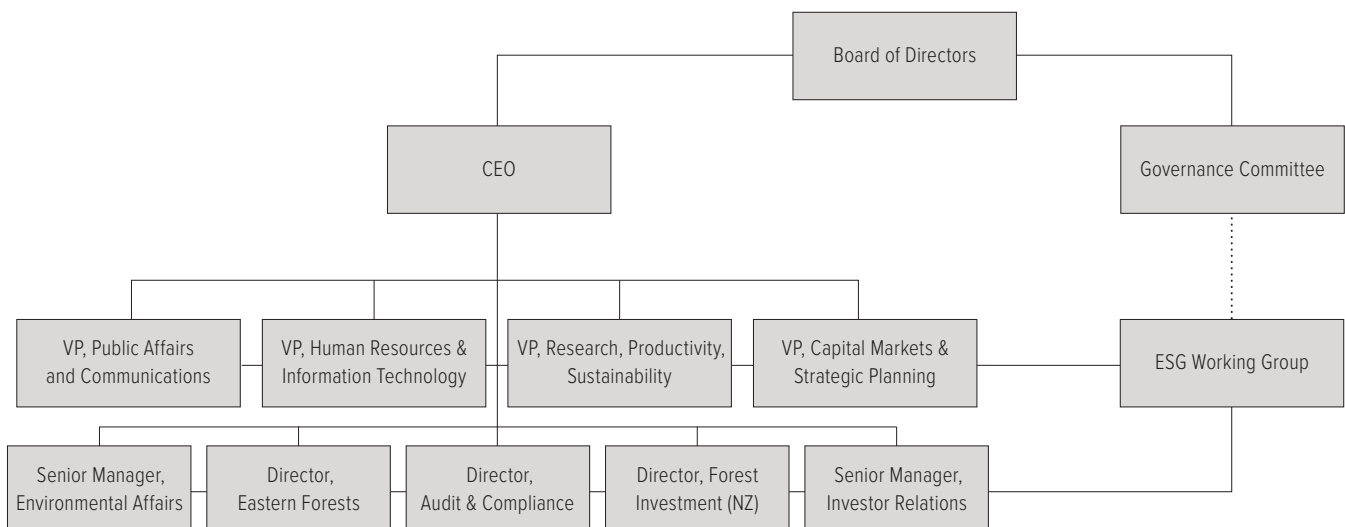 Board of Directors
CEO
Governance Committee
VP, Public Affairs
and Communications
VP, Human Resources &
Information Technology
VP, Research, Productivity,
Sustainability
VP, Capital Markets &
Strategic Planning
ESG Working Group
Senior Manager,
Environmental Affairs
Director,
Eastern Forests
Director,
Audit & Compliance
Director, Forest
Investment (NZ)
Senior Manager,
Investor Relations